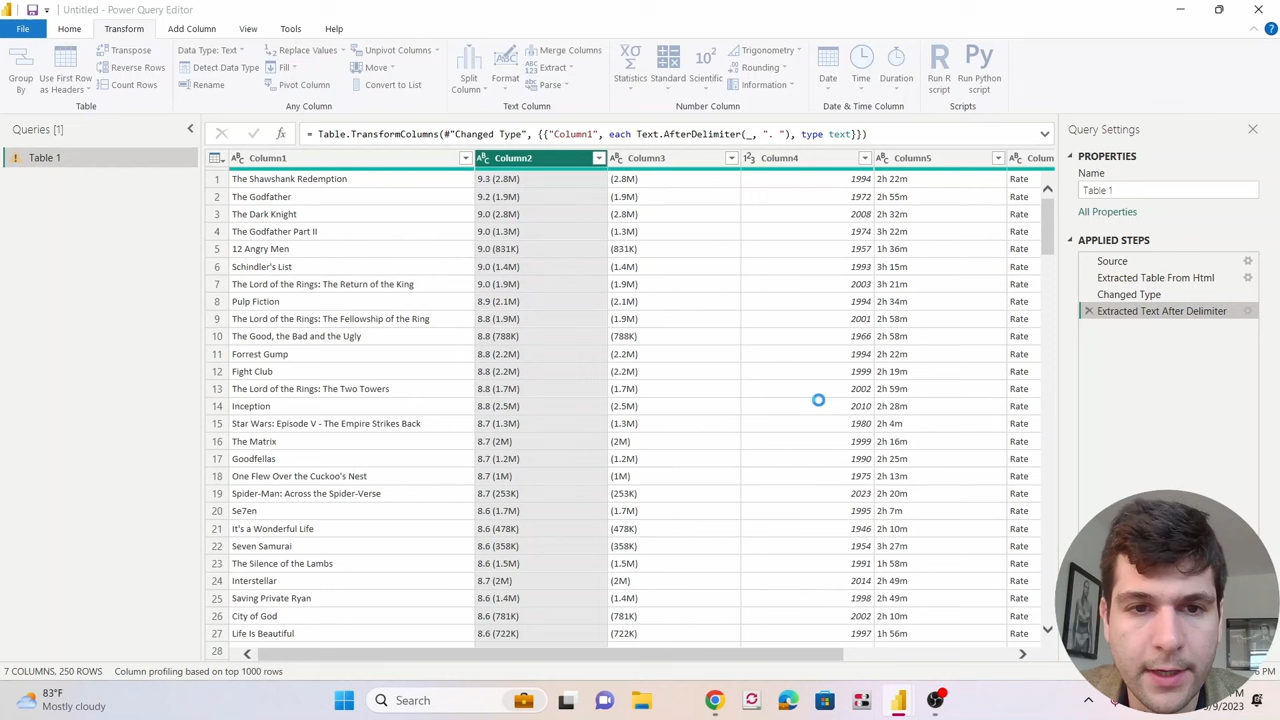 Untitled - Power Query Editor
File Home Transform Add Column View Tools Help
Group By
Use First Row as Headers
Transpose
Reverse Rows
Count Rows
Table
Data Type: Text
Detect Data Type
Rename
Replace Values
Fill
Pivot Column
Unpivot Columns
Move
Convert to List
Any Column
Split Column
Format
Merge Columns
Extract
Parse
Text Column
Statistics
Standard
Scientific
Trigonometry
Rounding
Information
Number Column
Date
Time
Duration
Date & Time Column
Run R script
Run Python script
Scripts
Queries [1]
Table 1
= Table.TransformColumns(#"Changed Type", {{"Column1", each Text.AfterDelimiter(_, ". "), type text}})
Column1 Column2 Column3 Column4 Column5 Colum
1 The Shawshank Redemption 9.3 (2.8M) (2.8M) 1994 2h 22m Rate
2 The Godfather 9.2 (1.9M) (1.9M) 1972 2h 55m Rate
3 The Dark Knight 9.0 (2.8M) (2.8M) 2008 2h 32m Rate
4 The Godfather Part II 9.0 (1.3M) (1.3M) 1974 3h 22m Rate
5 12 Angry Men 9.0 (831K) (831K) 1957 1h 36m Rate
6 Schindler's List 9.0 (1.4M) (1.4M) 1993 3h 15m Rate
7 The Lord of the Rings: The Return of the King 9.0 (1.9M) (1.9M) 2003 3h 21m Rate
8 Pulp Fiction 8.9 (2.1M) (2.1M) 1994 2h 34m Rate
9 The Lord of the Rings: The Fellowship of the Ring 8.8 (1.9M) (1.9M) 2001 2h 58m Rate
10 The Good, the Bad and the Ugly 8.8 (788K) (788K) 1966 2h 58m Rate
11 Forrest Gump 8.8 (2.2M) (2.2M) 1994 2h 22m Rate
12 Fight Club 8.8 (2.2M) (2.2M) 1999 2h 19m Rate
13 The Lord of the Rings: The Two Towers 8.8 (1.7M) (1.7M) 2002 2h 59m Rate
14 Inception 8.8 (2.5M) (2.5M) 2010 2h 28m Rate
15 Star Wars: Episode V - The Empire Strikes Back 8.7 (1.3M) (1.3M) 1980 2h 4m Rate
16 The Matrix 8.7 (2M) (2M) 1999 2h 16m Rate
17 Goodfellas 8.7 (1.2M) (1.2M) 1990 2h 25m Rate
18 One Flew Over the Cuckoo's Nest 8.7 (1M) (1M) 1975 2h 13m Rate
19 Spider-Man: Across the Spider-Verse 8.7 (253K) (253K) 2023 2h 20m Rate
20 Se7en 8.6 (1.7M) (1.7M) 1995 2h 7m Rate
21 It's a Wonderful Life 8.6 (478K) (478K) 1946 2h 10m Rate
22 Seven Samurai 8.6 (358K) (358K) 1954 3h 27m Rate
23 The Silence of the Lambs 8.6 (1.5M) (1.5M) 1991 1h 58m Rate
24 Interstellar 8.7 (2M) (2M) 2014 2h 49m Rate
25 Saving Private Ryan 8.6 (1.4M) (1.4M) 1998 2h 49m Rate
26 City of God 8.6 (781K) (781K) 2002 2h 10m Rate
27 Life Is Beautiful 8.6 (722K) (722K) 1997 1h 56m Rate
28
Query Settings
PROPERTIES
Name
Table 1
All Properties
APPLIED STEPS
Source
Extracted Table From Html
Changed Type
Extracted Text After Delimiter
7 COLUMNS, 250 ROWS Column profiling based on top 1000 rows
83°F
Mostly cloudy
Search
PM
/9/2023